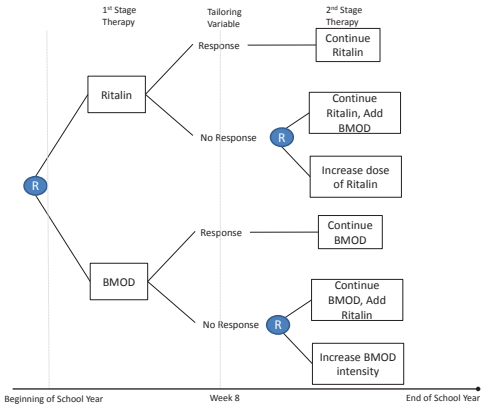 1st Stage
Therapy
Tailoring
Variable
2nd Stage
Therapy
Response
Continue
Ritalin
Ritalin
No Response
R
Continue
Ritalin, Add
BMOD
Increase dose
of Ritalin
R
Response
Continue
BMOD
BMOD
No Response
R
Continue
BMOD, Add
Ritalin
Increase BMOD
intensity
Beginning of School Year
Week 8
End of School Year